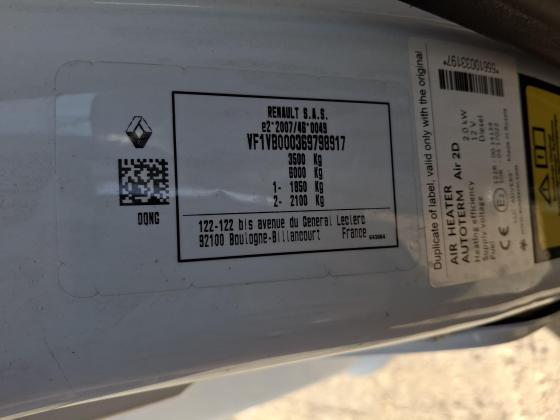 RENAULT S.A.S.
e2*2007/46*0049
VF1VB000369798917
3500 Kg
6000 Kg
1- 1850 Kg
2- 2100 Kg
122-122 bis avenue du General Leclerc
92100 Boulogne-Billancourt France
DQNG
Duplicate of label, valid only with the original
*5561003319?*
AIR HEATER
AUTOTERM Air 2D
Heating efficiency 2.0 kW
Supply voltage 12 V
Fuel Diesel
CE
Made in Russia